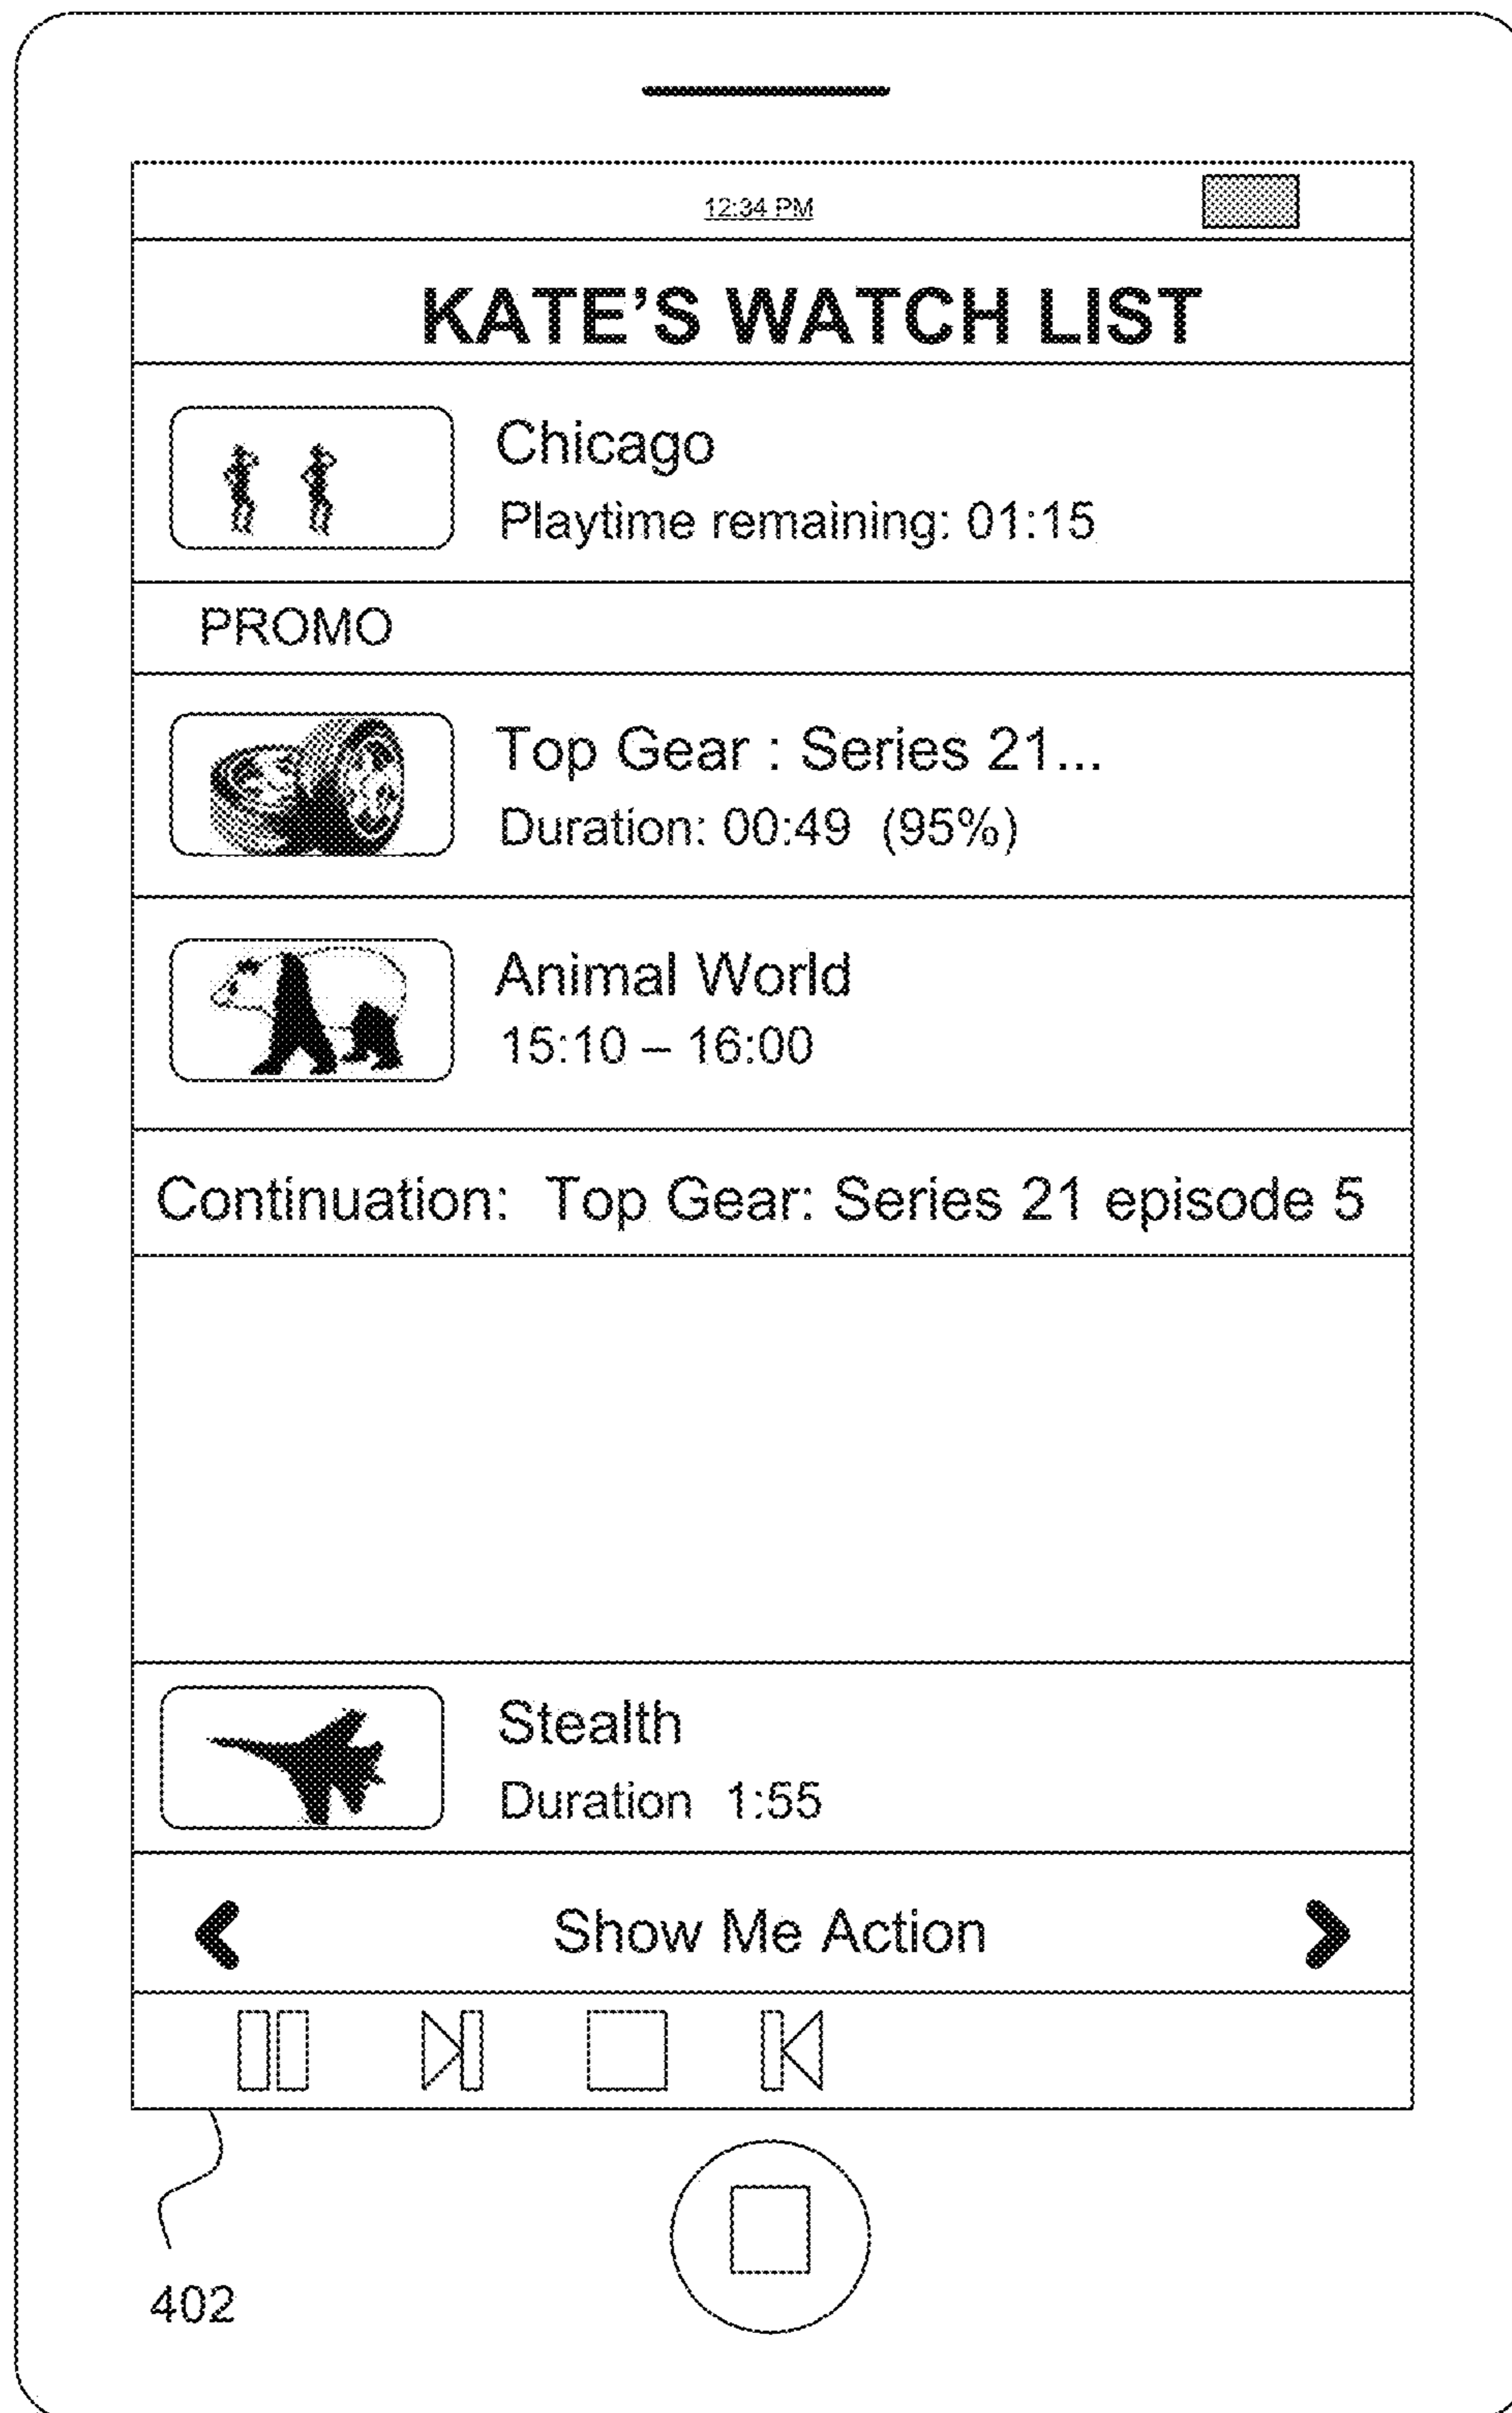 12:34 PM
KATE'S WATCH LIST
Chicago
Playtime remaining: 01:15
PROMO
Top Gear : Series 21...
Duration: 00:49 (95%)
Animal World
15:10 – 16:00
Continuation: Top Gear: Series 21 episode 5
Stealth
Duration 1:55
Show Me Action
402